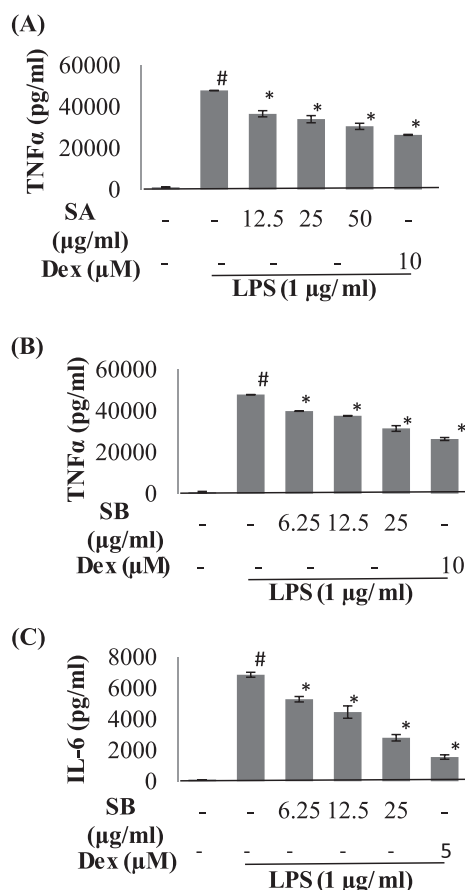 (A)
TNFα (pg/ml)
60000
40000
20000
0
# * * * *
SA - - 12.5 25 50 -
(μg/ml)
Dex (μM) - - - - 10
LPS (1 μg/ ml)
(B)
TNFα (pg/ml)
60000
40000
20000
0
# * * * *
SB - - 6.25 12.5 25 -
(μg/ml)
Dex (μM) - - - - 10
LPS (1 μg/ml)
(C)
IL-6 (pg/ml)
8000
6000
4000
2000
0
# * * * *
SB - - 6.25 12.5 25 -
(μg/ml)
Dex (μM) - - - - - 5
LPS (1 μg/ml)